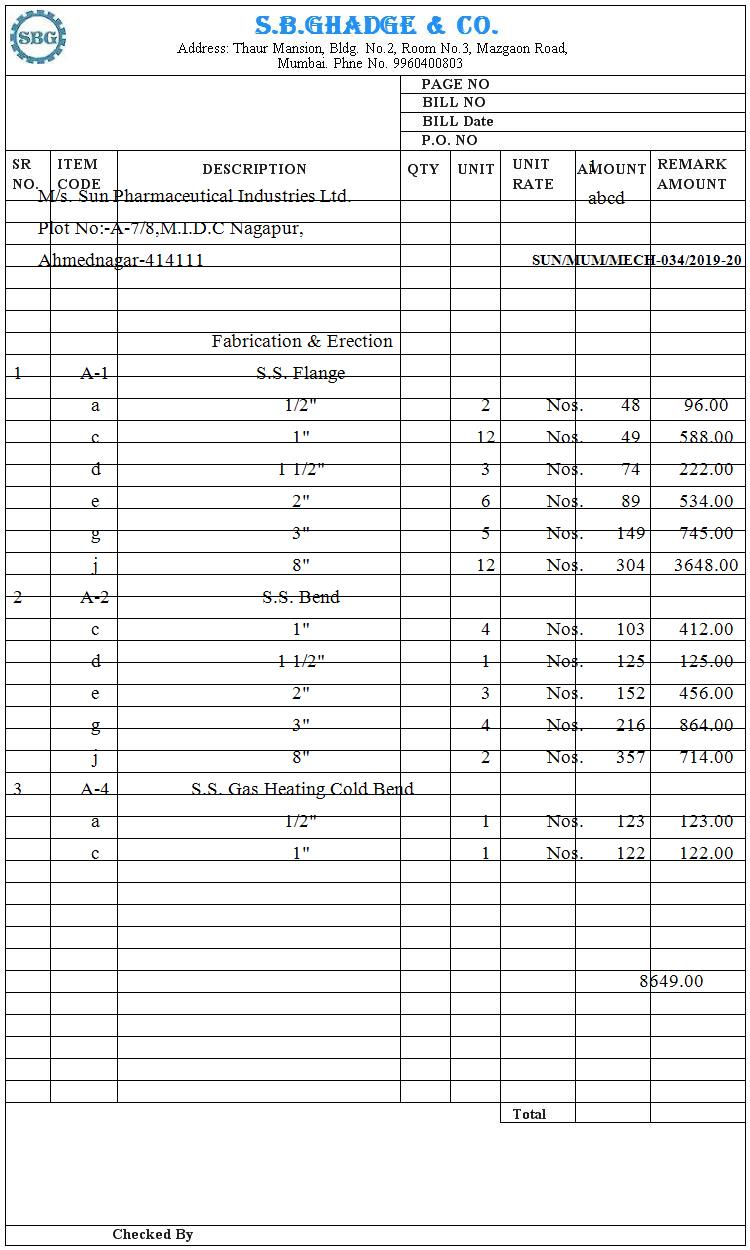 SBG
S.B.GHADGE & CO.
Address: Thaur Mansion, Bldg. No.2, Room No.3, Mazgaon Road,
Mumbai. Phne No. 9960400803
PAGE NO
BILL NO
BILL Date
P.O. NO
SR NO. ITEM CODE DESCRIPTION QTY UNIT UNIT RATE AMOUNT REMARK AMOUNT
1
M/s. Sun Pharmaceutical Industries Ltd. abcd
Plot No:-A-7/8,M.I.D.C Nagapur,
Ahmednagar-414111 SUN/MUM/MECH-034/2019-20
Fabrication & Erection
1 A-1 S.S. Flange
a 1/2" 2 Nos. 48 96.00
c 1" 12 Nos. 49 588.00
d 1 1/2" 3 Nos. 74 222.00
e 2" 6 Nos. 89 534.00
g 3" 5 Nos. 149 745.00
j 8" 12 Nos. 304 3648.00
2 A-2 S.S. Bend
c 1" 4 Nos. 103 412.00
d 1 1/2" 1 Nos. 125 125.00
e 2" 3 Nos. 152 456.00
g 3" 4 Nos. 216 864.00
j 8" 2 Nos. 357 714.00
3 A-4 S.S. Gas Heating Cold Bend
a 1/2" 1 Nos. 123 123.00
c 1" 1 Nos. 122 122.00
8649.00
Total
Checked By